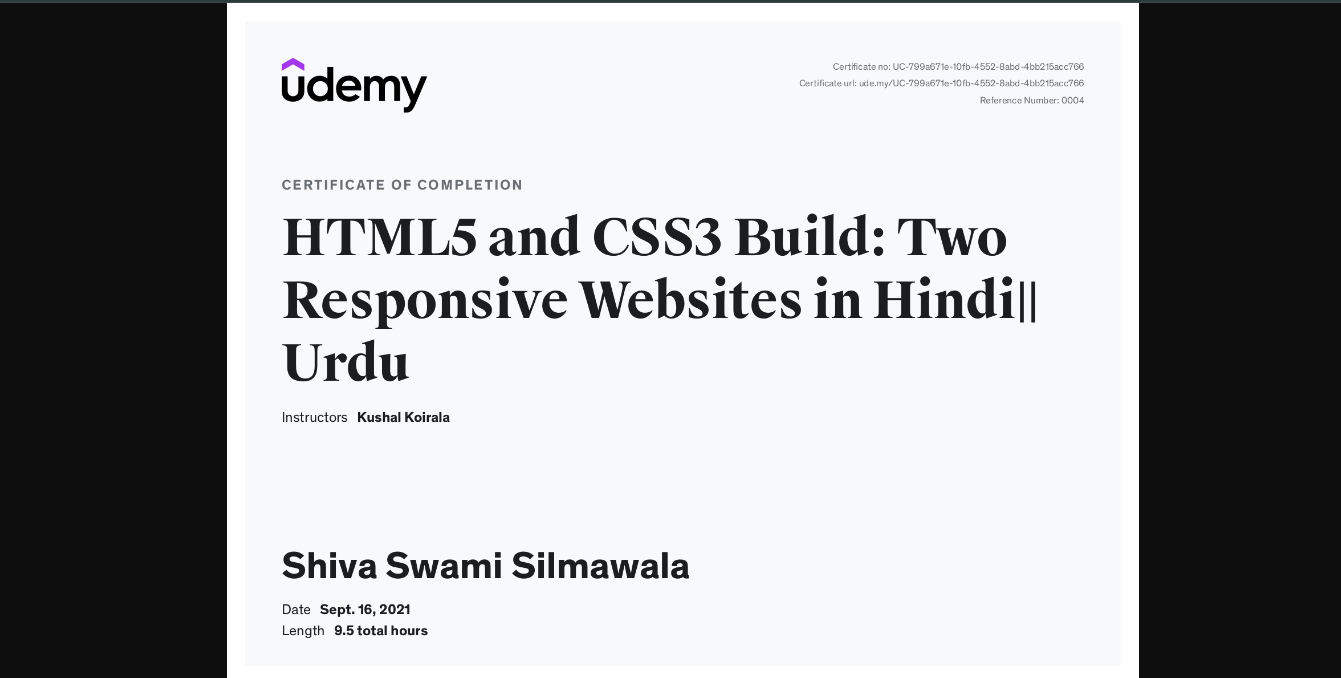 udemy
Certificate no: UC-799a671e-10fb-4552-8abd-4bb215acc766
Certificate url: ude.my/UC-799a671e-10fb-4552-8abd-4bb215acc766
Reference Number: 0004
CERTIFICATE OF COMPLETION
HTML5 and CSS3 Build: Two
Responsive Websites in Hindi||
Urdu
Instructors Kushal Koirala
Shiva Swami Silmawala
Date Sept. 16, 2021
Length 9.5 total hours